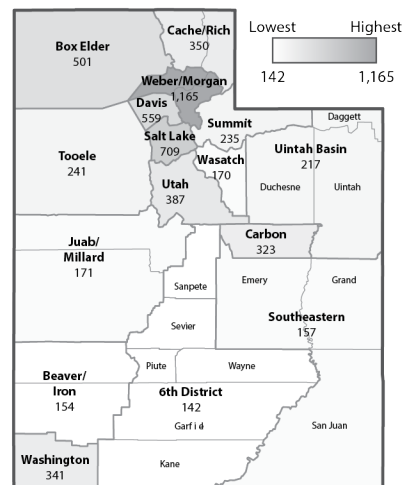 Lowest Highest
142 1,165
Cache/Rich
350
Box Elder
501
Weber/Morgan
1,165
Davis
559
Daggett
Summit
235
Salt Lake
709
Uintah Basin
217
Wasatch
170
Tooele
241
Utah
387
Duchesne Uintah
Carbon
323
Juab/
Millard
171
Sanpete
Emery Grand
Southeastern
157
Sevier
Piute Wayne
Beaver/
Iron
154
6th District
142
Garfi d
San Juan
Washington
341
Kane